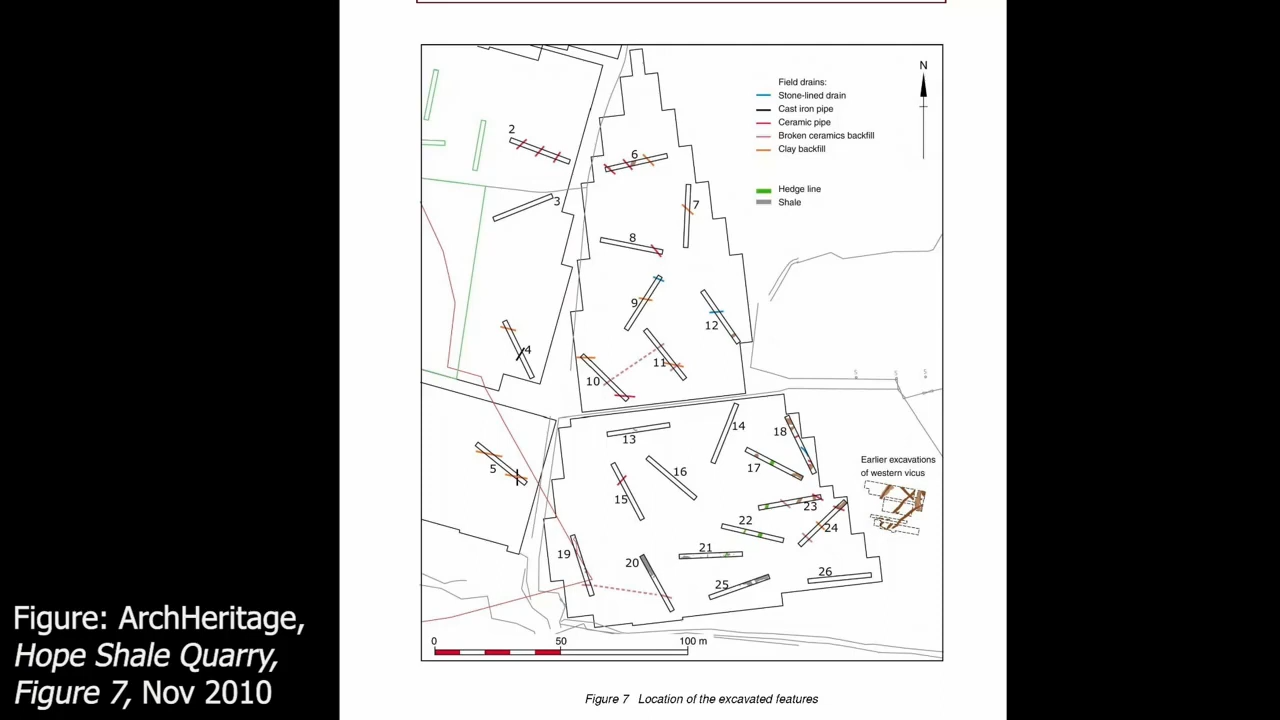 N
Field drains:
Stone-lined drain
Cast iron pipe
Ceramic pipe
Broken ceramics backfill
Clay backfill
Hedge line
Shale
2
6
3
7
8
9
12
4
11
10
14
13
18
17
16
5
15
23
22
24
21
19
20
26
25
Earlier excavations
of western vicus
0 50 100 m
Figure 7 Location of the excavated features
Figure: ArchHeritage,
Hope Shale Quarry,
Figure 7, Nov 2010